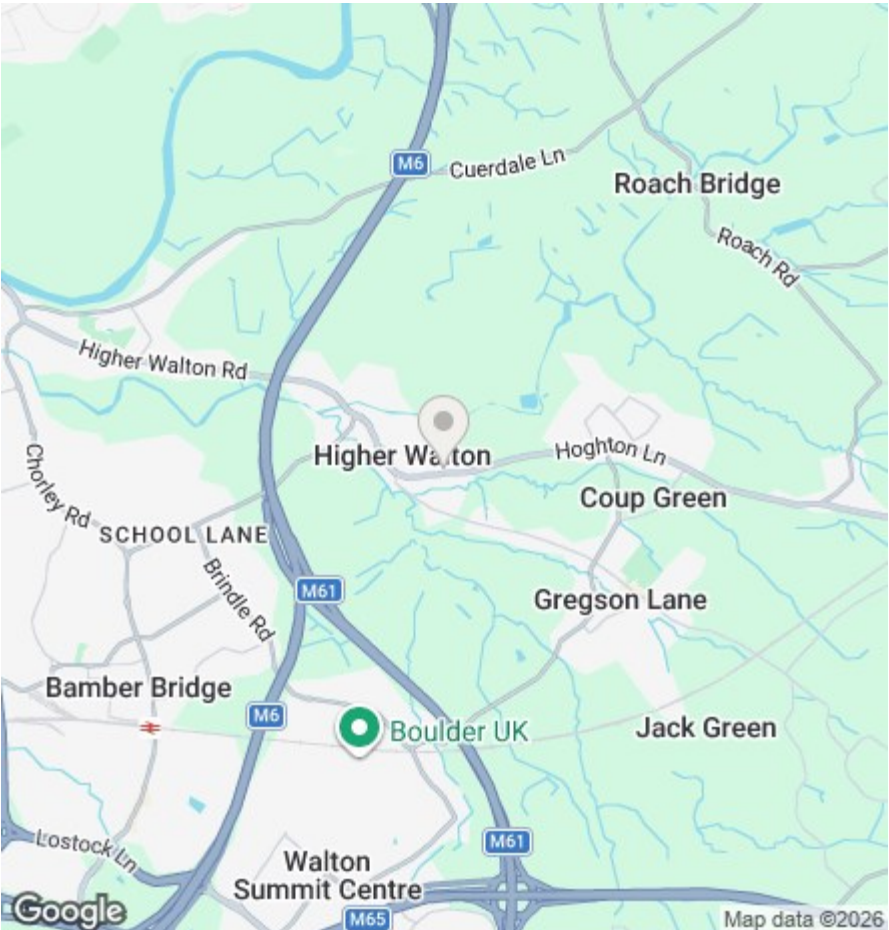 M6
Cuerdale Ln
Roach Bridge
Roach Rd
Higher Walton Rd
Higher Walton
Hoghton Ln
Chorley Rd
Coup Green
SCHOOL LANE
Brindle Rd
M61
Gregson Lane
Bamber Bridge
M6
Boulder UK
Jack Green
Lostock Ln
M61
Walton
Summit Centre
Google
M65
Map data ©2026